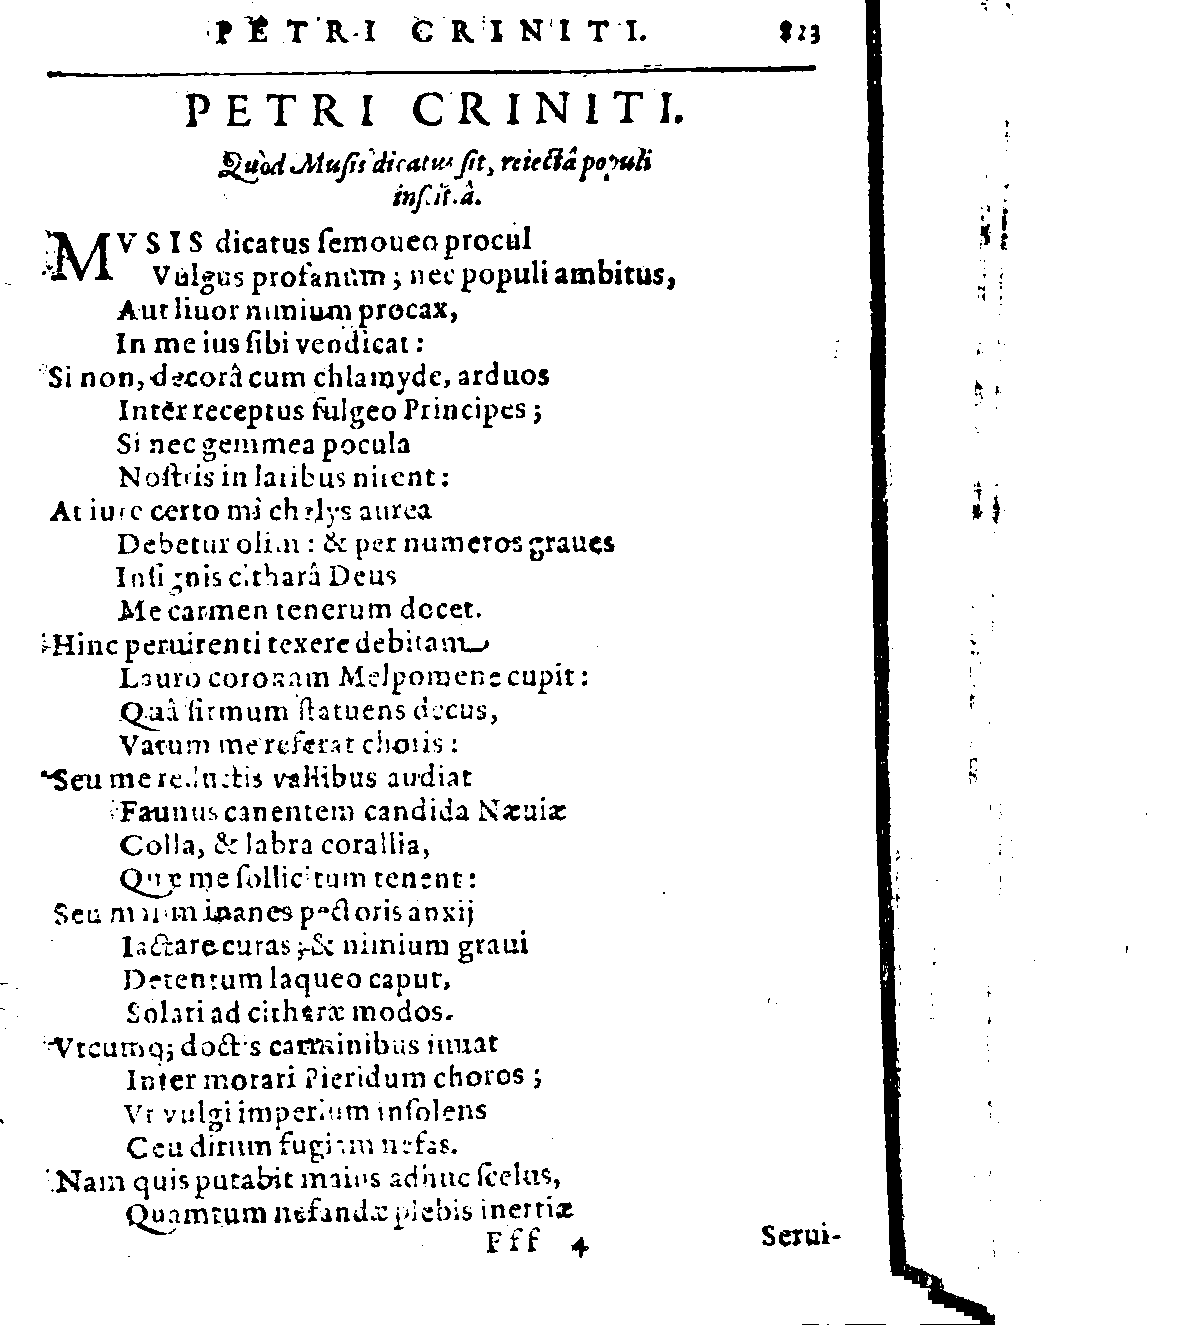 PETRI CRINITI. 823
PETRI CRINITI.
Quòd Musis dicatus sit, reiectâ populi
inscitiâ.
MVSIS dicatus semoueo procul
Vulgus profanum; nec populi ambitus,
Aut liuor nimium procax,
In me ius sibi vendicat:
Si non, decorâ cum chlamyde, arduos
Inter receptus fulgeo Principes;
Si nec gemmea pocula
Nostris in laribus nitent:
At iure certo mî chelys aurea
Debetur olim: & per numeros graues
Insignis citharâ Deus
Me carmen tenerum docet.
Hinc peruirenti texere debitam
Lauro coronam Melpomene cupit:
Quâ firmum statuens decus,
Vatum me referat choris:
Seu me reductis vallibus audiat
Faunus canentem candida Næuiæ
Colla, & labra corallia,
Quæ me sollicitum tenent:
Seu mauim inanes pectoris anxij
Iactare curas; & nimium graui
Detentum laqueo caput,
Solari ad citharæ modos.
Vtcumq; doctis carminibus iuuat
Inter morari Pieridum choros;
Vt vulgi imperium insolens
Ceu dirum fugiam nefas.
Nam quis putabit maius adhuc scelus,
Quamtum nefandæ plebis inertiæ
Fff 4 Serui-